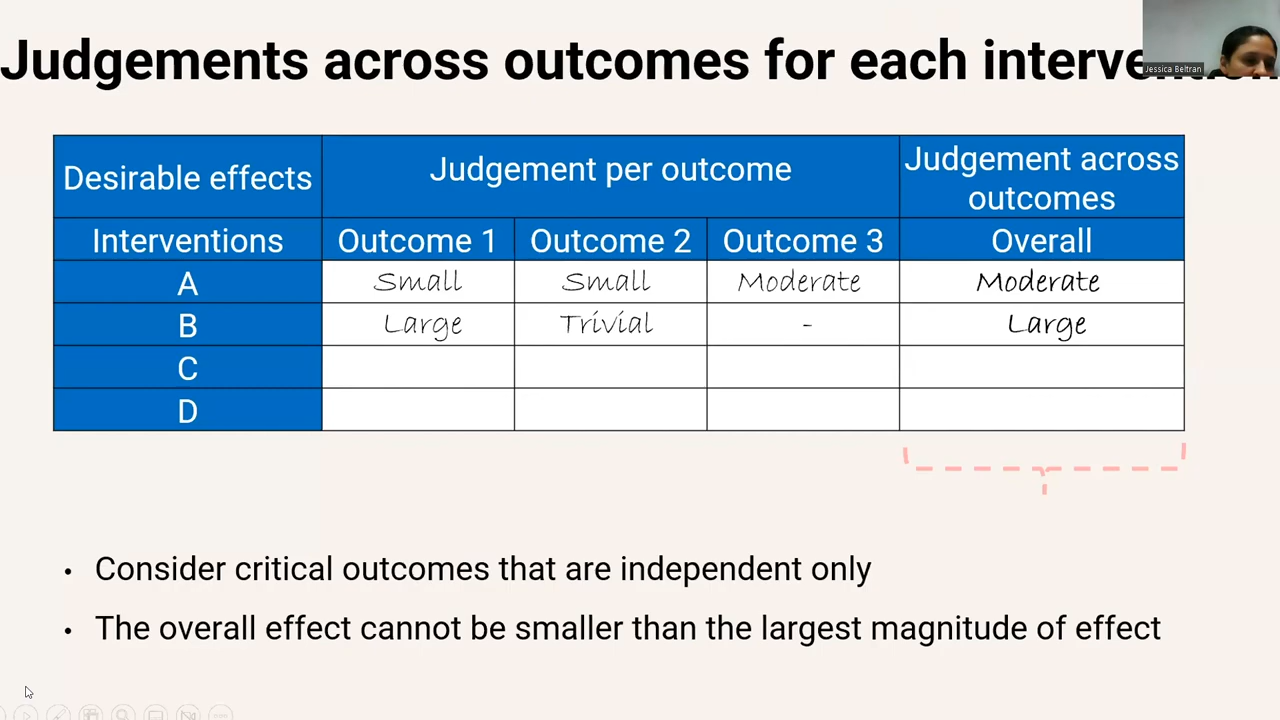 Judgements across outcomes for each intervention
Jessica Beltran
Desirable effects
Judgement per outcome
Judgement across
outcomes
Interventions
Outcome 1
Outcome 2
Outcome 3
Overall
A
Small
Small
Moderate
Moderate
B
Large
Trivial
-
Large
C
D
• Consider critical outcomes that are independent only
• The overall effect cannot be smaller than the largest magnitude of effect